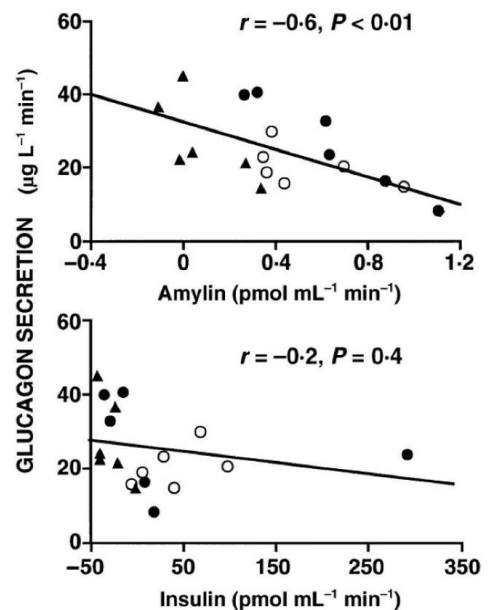 GLUCAGON SECRETION (μg L⁻¹ min⁻¹)
r = –0·6, P < 0·01
60
40
20
0
–0·4 0 0·4 0·8 1·2
Amylin (pmol mL⁻¹ min⁻¹)
r = –0·2, P = 0·4
60
40
20
0
–50 50 150 250 350
Insulin (pmol mL⁻¹ min⁻¹)